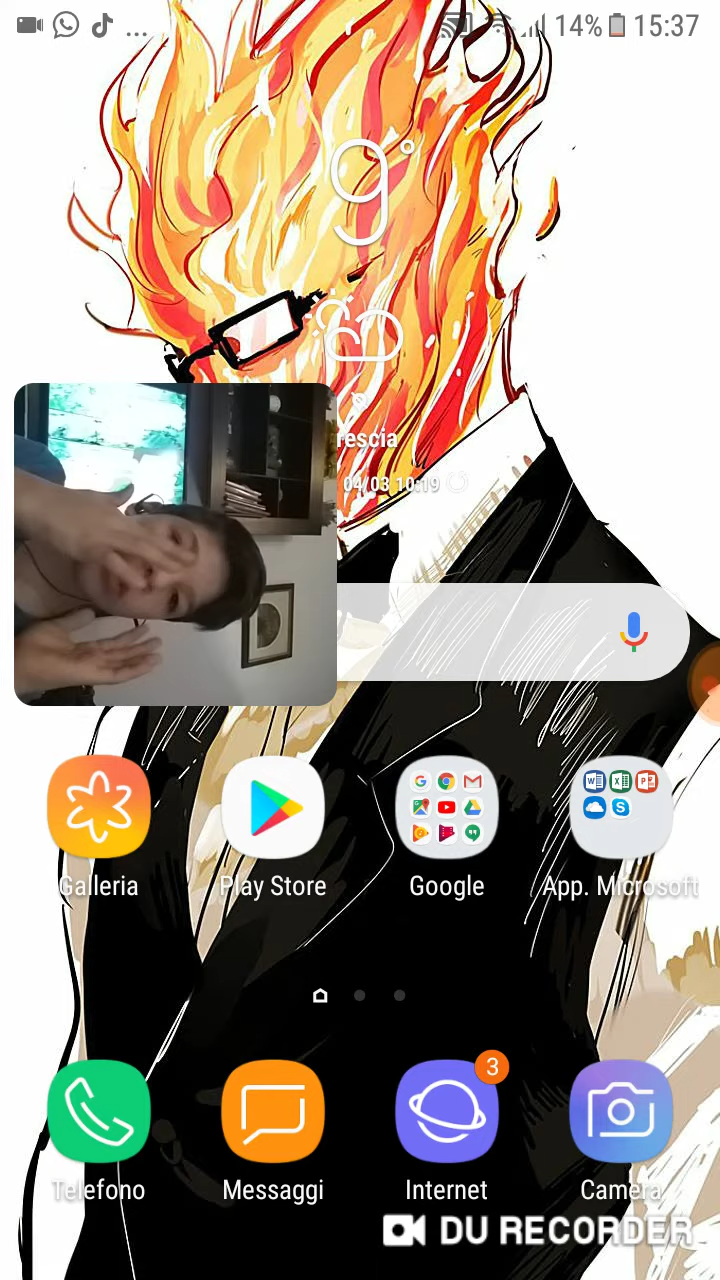 ... 14% 15:37
9°
rescia
04/03 10:19
Galleria Play Store Google App. Microsoft
3
Telefono Messaggi Internet Camera
DU RECORDER